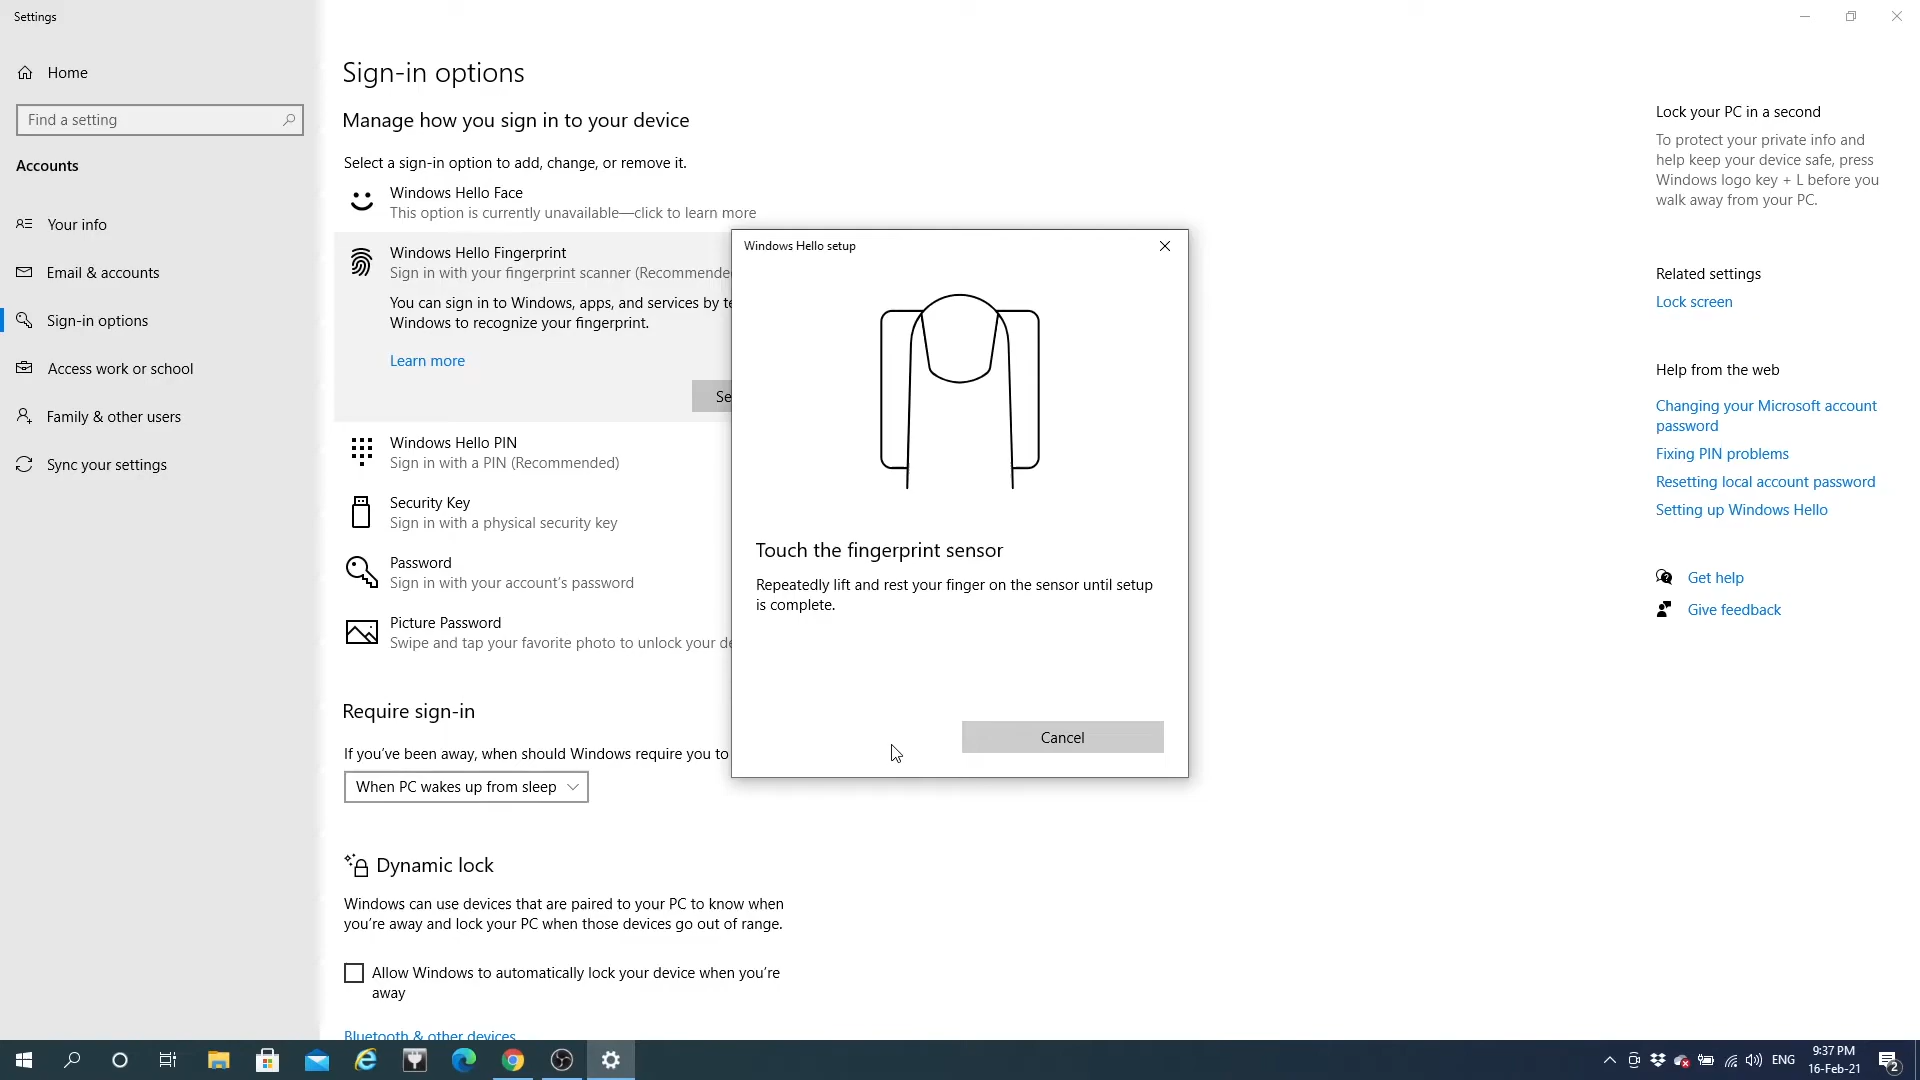 Settings
Home
Find a setting
Accounts
Your info
Email & accounts
Sign-in options
Access work or school
Family & other users
Sync your settings
Sign-in options
Manage how you sign in to your device
Select a sign-in option to add, change, or remove it.
Windows Hello Face
This option is currently unavailable—click to learn more
Windows Hello Fingerprint
Sign in with your fingerprint scanner (Recommende
You can sign in to Windows, apps, and services by te
Windows to recognize your fingerprint.
Learn more
Se
Windows Hello PIN
Sign in with a PIN (Recommended)
Security Key
Sign in with a physical security key
Password
Sign in with your account's password
Picture Password
Swipe and tap your favorite photo to unlock your de
Require sign-in
If you've been away, when should Windows require you to
When PC wakes up from sleep
Dynamic lock
Windows can use devices that are paired to your PC to know when
you're away and lock your PC when those devices go out of range.
Allow Windows to automatically lock your device when you're
away
Bluetooth & other devices
Windows Hello setup
Touch the fingerprint sensor
Repeatedly lift and rest your finger on the sensor until setup
is complete.
Cancel
Lock your PC in a second
To protect your private info and
help keep your device safe, press
Windows logo key + L before you
walk away from your PC.
Related settings
Lock screen
Help from the web
Changing your Microsoft account
password
Fixing PIN problems
Resetting local account password
Setting up Windows Hello
Get help
Give feedback
ENG
9:37 PM
16-Feb-21
2